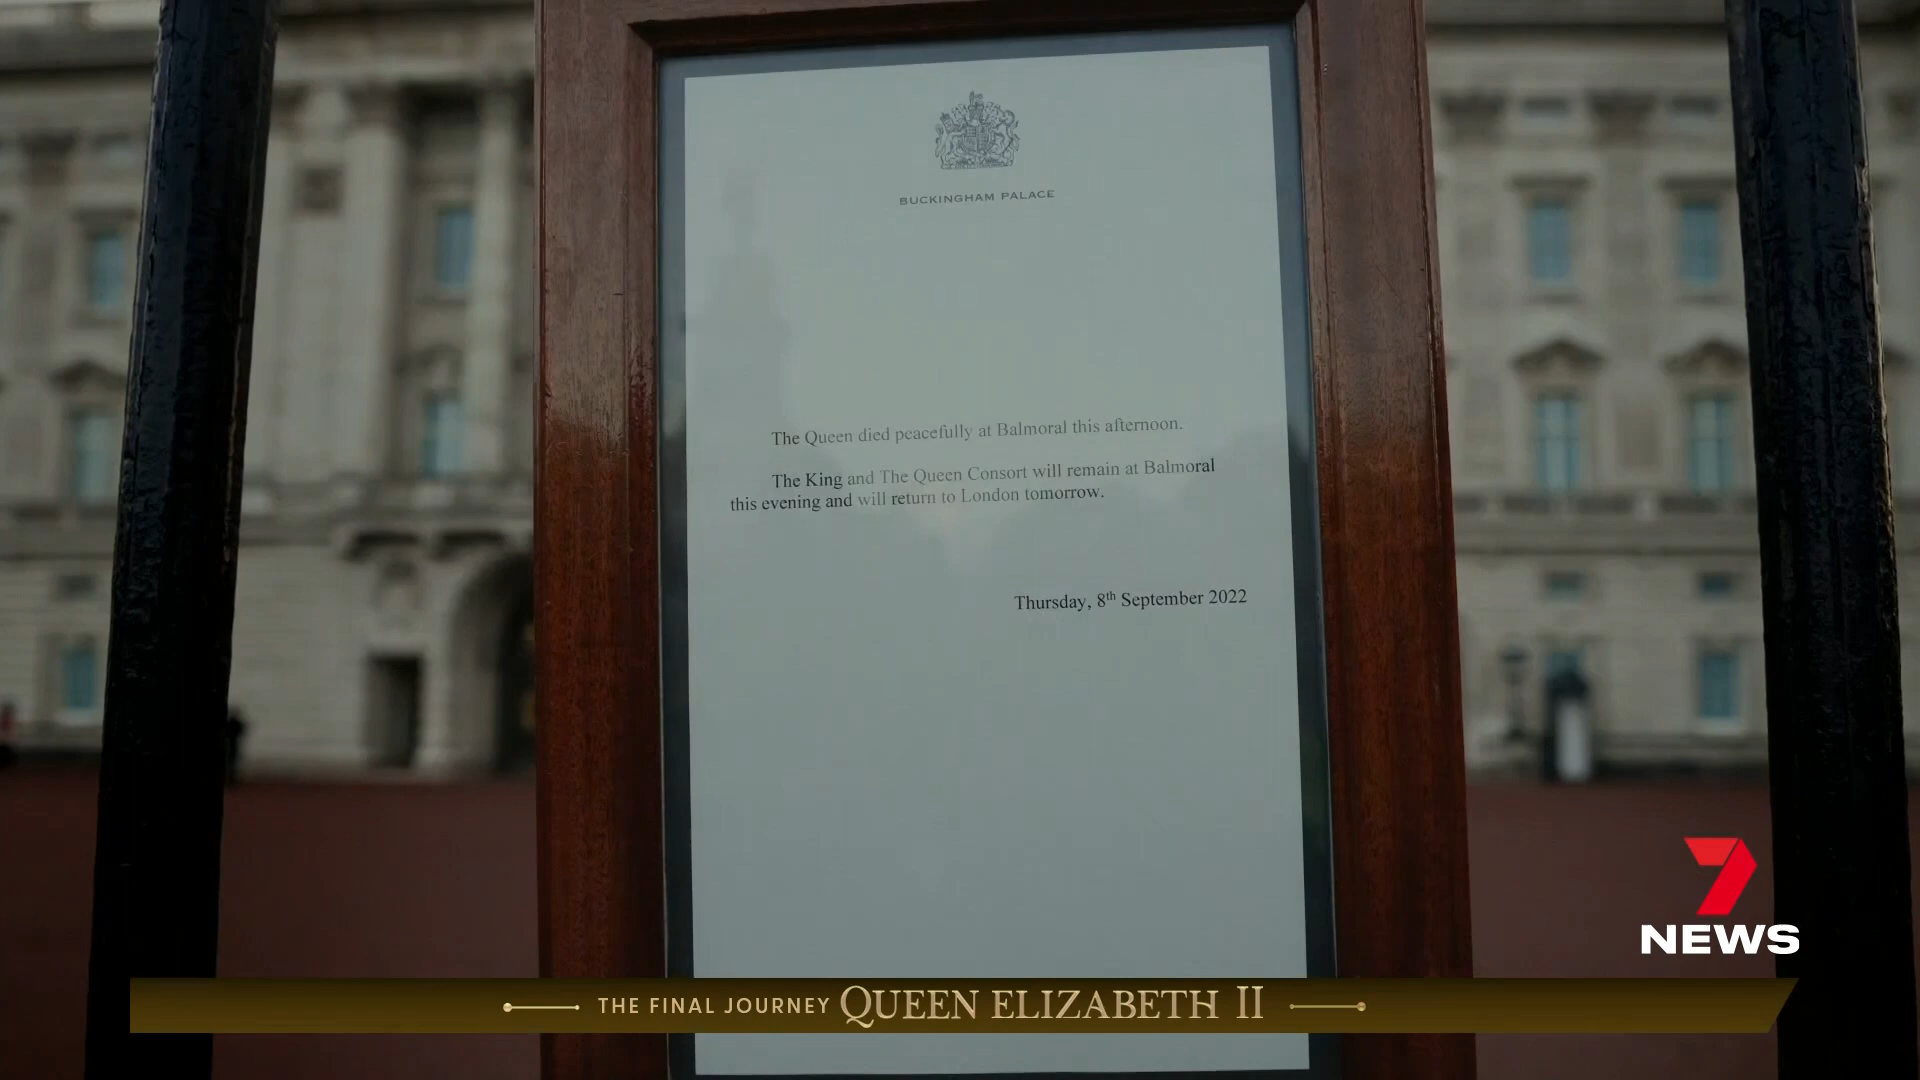 BUCKINGHAM PALACE
The Queen died peacefully at Balmoral this afternoon.
The King and The Queen Consort will remain at Balmoral
this evening and will return to London tomorrow.
Thursday, 8th September 2022
7
NEWS
THE FINAL JOURNEY QUEEN ELIZABETH II